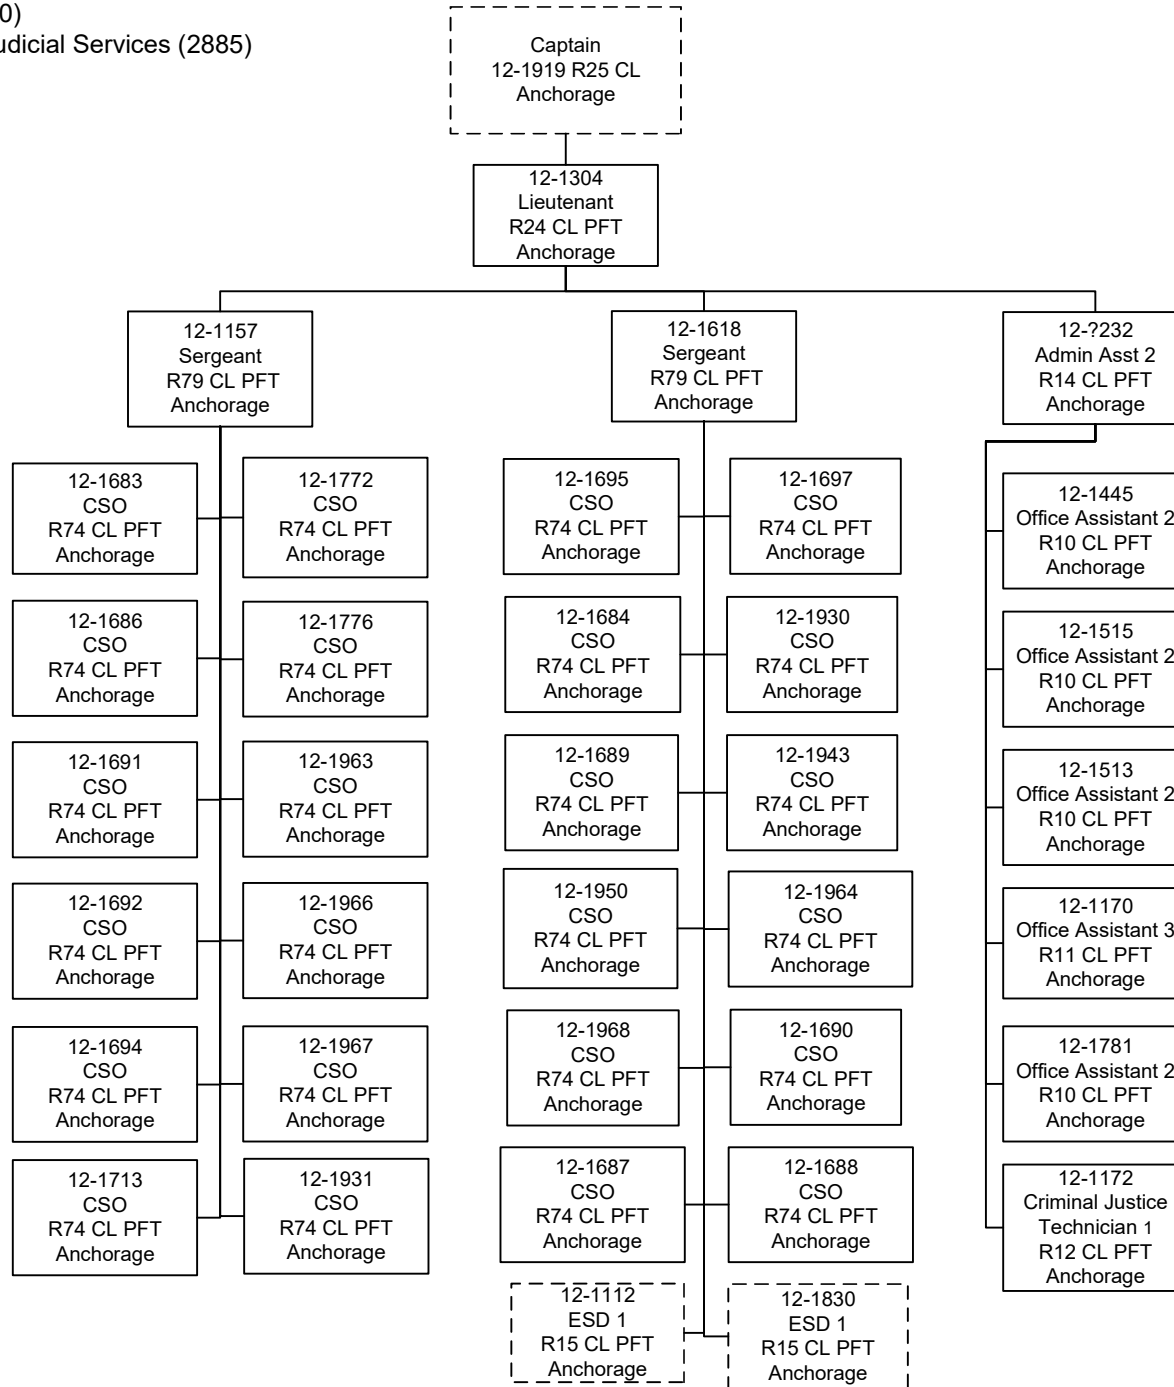 0)
udicial Services (2885)
Captain
12-1919 R25 CL
Anchorage
12-1304
Lieutenant
R24 CL PFT
Anchorage
12-1157
Sergeant
R79 CL PFT
Anchorage
12-1618
Sergeant
R79 CL PFT
Anchorage
12-?232
Admin Asst 2
R14 CL PFT
Anchorage
12-1683
CSO
R74 CL PFT
Anchorage
12-1772
CSO
R74 CL PFT
Anchorage
12-1695
CSO
R74 CL PFT
Anchorage
12-1697
CSO
R74 CL PFT
Anchorage
12-1445
Office Assistant 2
R10 CL PFT
Anchorage
12-1686
CSO
R74 CL PFT
Anchorage
12-1776
CSO
R74 CL PFT
Anchorage
12-1684
CSO
R74 CL PFT
Anchorage
12-1930
CSO
R74 CL PFT
Anchorage
12-1515
Office Assistant 2
R10 CL PFT
Anchorage
12-1691
CSO
R74 CL PFT
Anchorage
12-1963
CSO
R74 CL PFT
Anchorage
12-1689
CSO
R74 CL PFT
Anchorage
12-1943
CSO
R74 CL PFT
Anchorage
12-1513
Office Assistant 2
R10 CL PFT
Anchorage
12-1692
CSO
R74 CL PFT
Anchorage
12-1966
CSO
R74 CL PFT
Anchorage
12-1950
CSO
R74 CL PFT
Anchorage
12-1964
CSO
R74 CL PFT
Anchorage
12-1170
Office Assistant 3
R11 CL PFT
Anchorage
12-1694
CSO
R74 CL PFT
Anchorage
12-1967
CSO
R74 CL PFT
Anchorage
12-1968
CSO
R74 CL PFT
Anchorage
12-1690
CSO
R74 CL PFT
Anchorage
12-1781
Office Assistant 2
R10 CL PFT
Anchorage
12-1713
CSO
R74 CL PFT
Anchorage
12-1931
CSO
R74 CL PFT
Anchorage
12-1687
CSO
R74 CL PFT
Anchorage
12-1688
CSO
R74 CL PFT
Anchorage
12-1172
Criminal Justice
Technician 1
R12 CL PFT
Anchorage
12-1112
ESD 1
R15 CL PFT
Anchorage
12-1830
ESD 1
R15 CL PFT
Anchorage